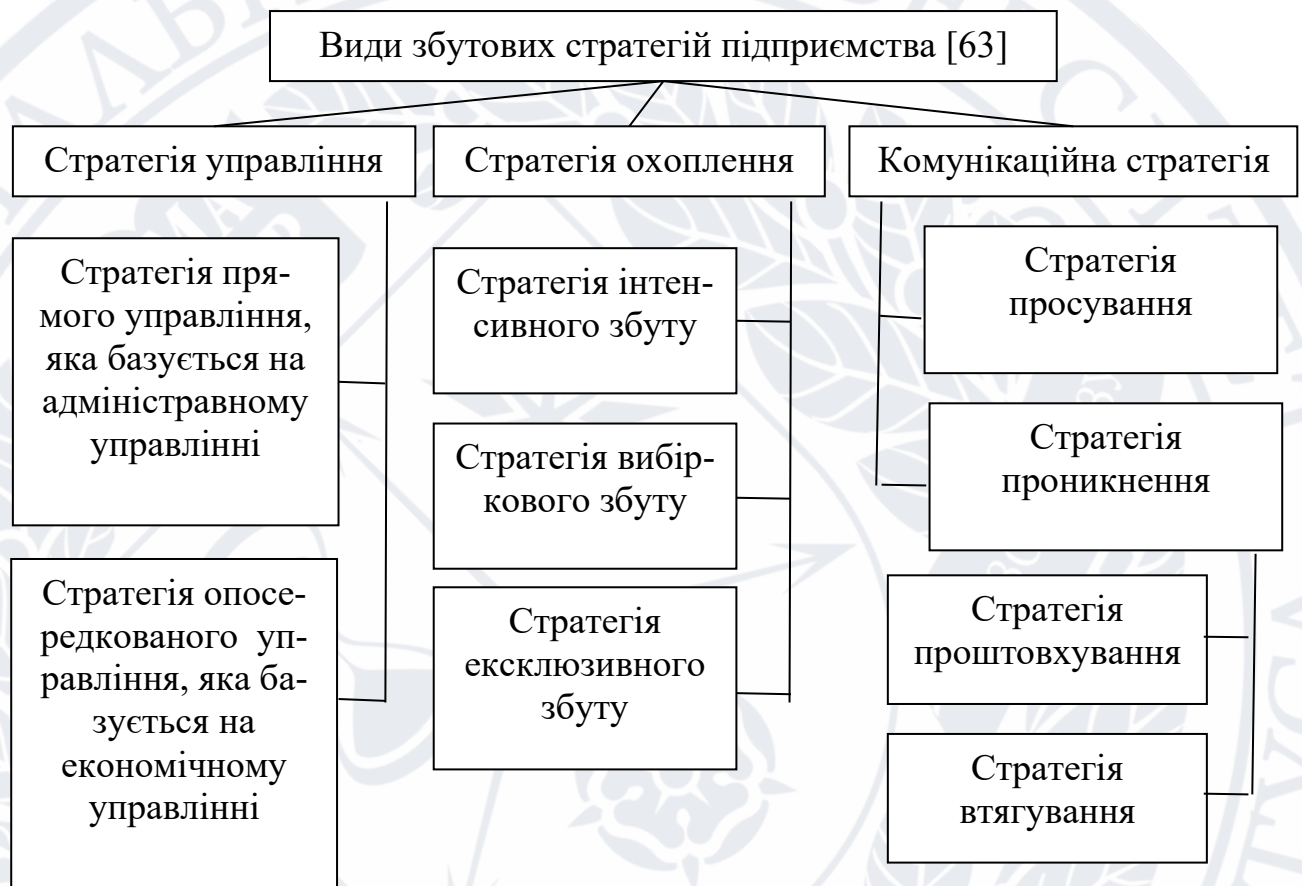 Види збутових стратегій підприємства [63]
Стратегія управління
Стратегія охоплення
Комунікаційна стратегія
Стратегія пря-
мого управління,
яка базується на
адміністравному
управлінні
Стратегія опосе-
редкованого уп-
равління, яка ба-
зується на
економічному
управлінні
Стратегія інтен-
сивного збуту
Стратегія вибір-
кового збуту
Стратегія
ексклюзивного
збуту
Стратегія
просування
Стратегія
проникнення
Стратегія
проштовхування
Стратегія
втягування